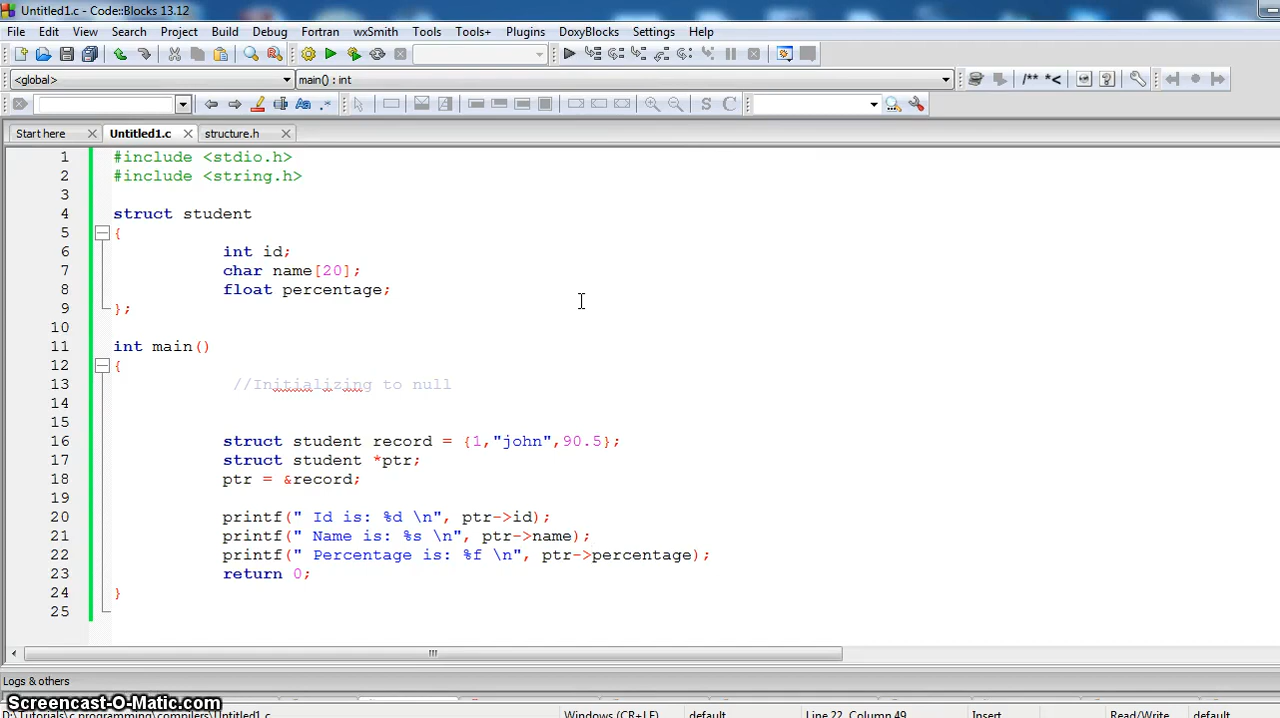 Untitled1.c - Code::Blocks 13.12
File Edit View Search Project Build Debug Fortran wxSmith Tools Tools+ Plugins DoxyBlocks Settings Help
<global> main() : int
/** *<
Aa .* S C
Start here Untitled1.c structure.h
1 #include <stdio.h>
2 #include <string.h>
3
4 struct student
5 {
6 int id;
7 char name[20];
8 float percentage;
9 };
10
11 int main()
12 {
13 //Initializing to null
14
15
16 struct student record = {1,"john",90.5};
17 struct student *ptr;
18 ptr = &record;
19
20 printf(" Id is: %d \n", ptr->id);
21 printf(" Name is: %s \n", ptr->name);
22 printf(" Percentage is: %f \n", ptr->percentage);
23 return 0;
24 }
25
Logs & others
Screencast-O-Matic.com
D:\Tutorials\c programming\compilers\Untitled1.c Windows (CR+LF) default Line 22, Column 49 Insert Read/Write default